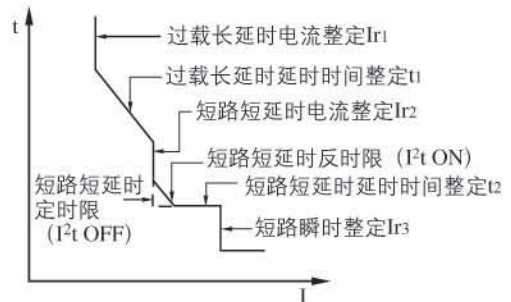 t
过载长延时电流整定Ir1
过载长延时延时时间整定t1
短路短延时电流整定Ir2
短路短延时反时限（I²t ON）
短路短延时延时时间整定t2
短路短延时
定时限
（I²t OFF）
短路瞬时整定Ir3
I